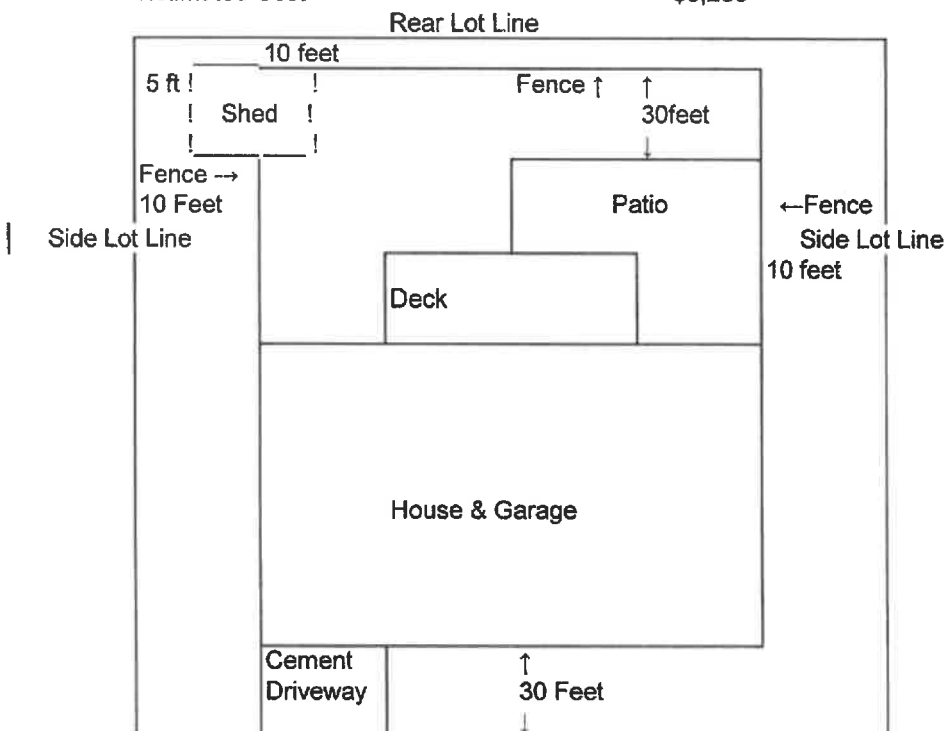 Rear Lot Line
10 feet
5 ft ! ! Fence ↑ ↑
! Shed ! 30feet
! ! ↓
Fence →
10 Feet Patio ←Fence
| Side Lot Line Side Lot Line
10 feet
Deck
House & Garage
Cement ↑
Driveway 30 Feet
↓